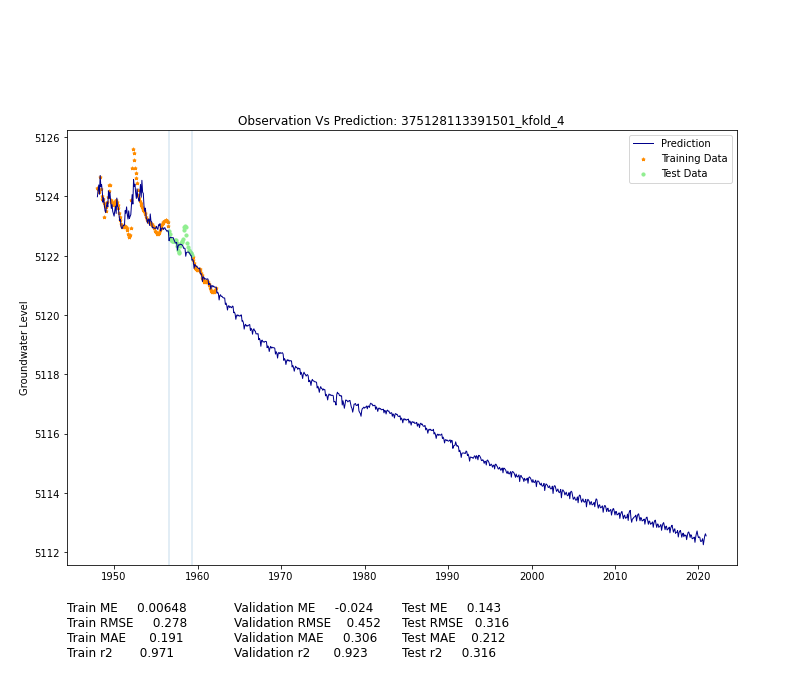 Observation Vs Prediction: 375128113391501_kfold_4
Prediction
Training Data
Test Data
Groundwater Level
5126
5124
5122
5120
5118
5116
5114
5112
1950 1960 1970 1980 1990 2000 2010 2020
Train ME 0.00648 Validation ME -0.024 Test ME 0.143
Train RMSE 0.278 Validation RMSE 0.452 Test RMSE 0.316
Train MAE 0.191 Validation MAE 0.306 Test MAE 0.212
Train r2 0.971 Validation r2 0.923 Test r2 0.316